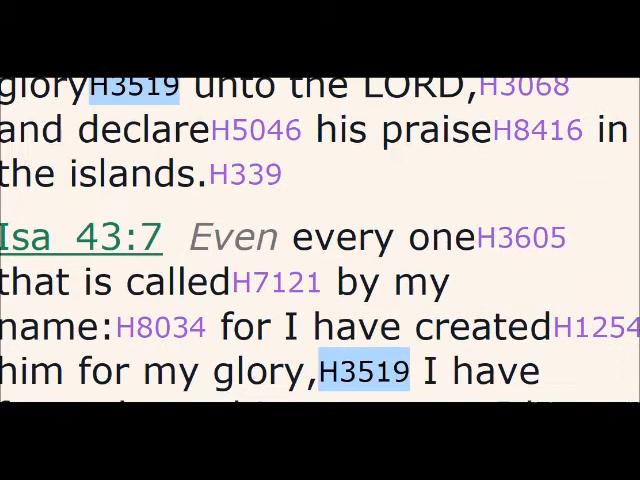 gloryH3519 unto the LORD,H3068
and declareH5046 his praiseH8416 in
the islands.H339
Isa 43:7 Even every oneH3605
that is calledH7121 by my
name:H8034 for I have createdH1254
him for my glory,H3519 I have